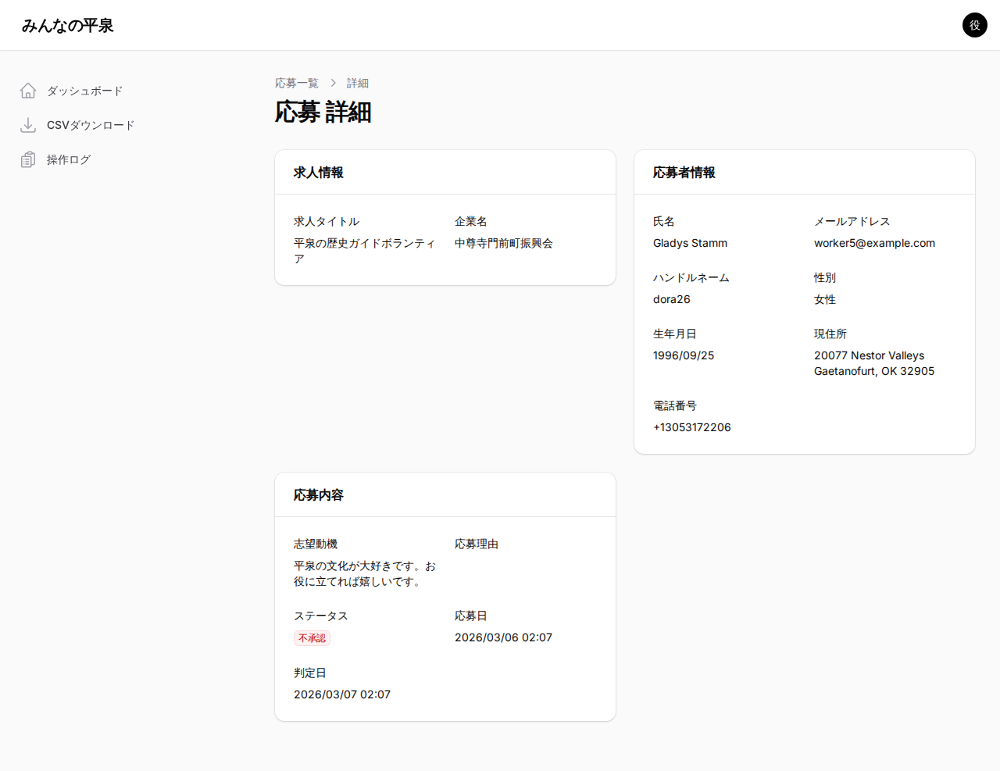 みんなの平泉
役
ダッシュボード
CSVダウンロード
操作ログ
応募一覧 詳細
応募 詳細
求人情報
求人タイトル
平泉の歴史ガイドボランティ
ア
企業名
中尊寺門前町振興会
応募者情報
氏名
Gladys Stamm
メールアドレス
worker5@example.com
ハンドルネーム
dora26
性別
女性
生年月日
1996/09/25
現住所
20077 Nestor Valleys
Gaetanofurt, OK 32905
電話番号
+13053172206
応募内容
志望動機
平泉の文化が大好きです。お
役に立てれば嬉しいです。
応募理由
ステータス
不承認
応募日
2026/03/06 02:07
判定日
2026/03/07 02:07